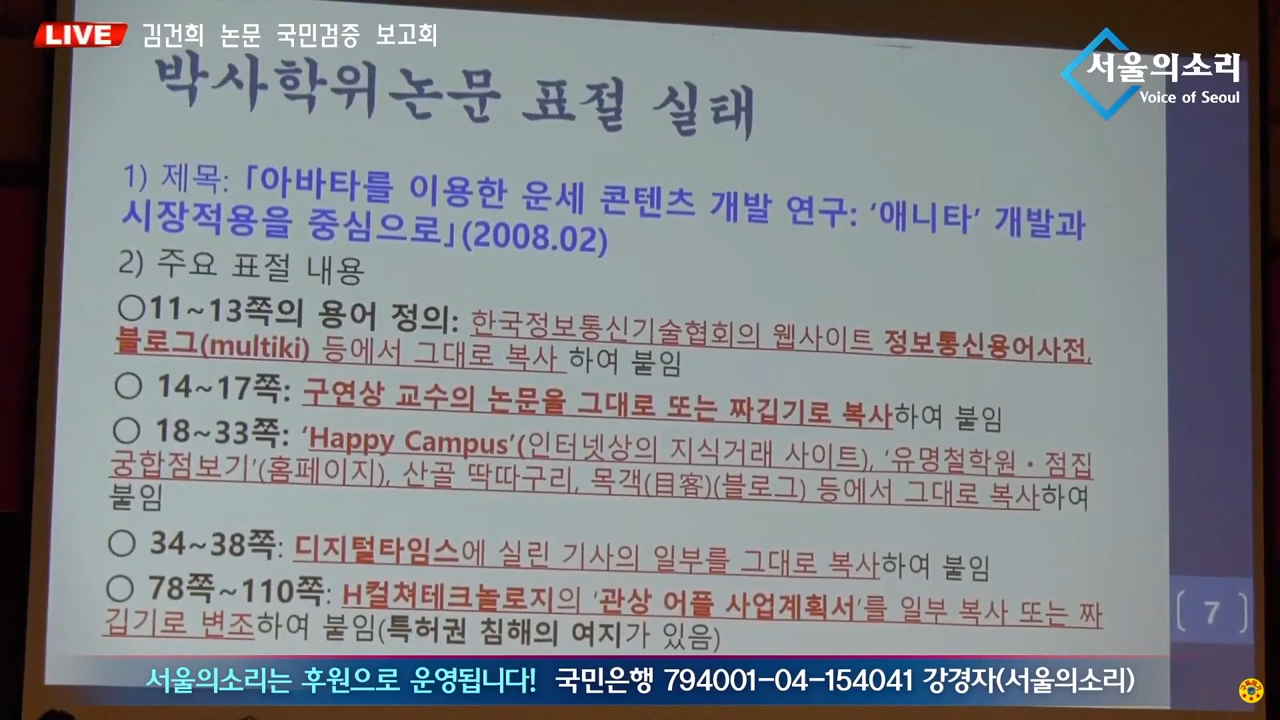 LIVE 김건희 논문 국민검증 보고회
서울의소리
Voice of Seoul
박사학위논문 표절 실태
1) 제목: 「아바타를 이용한 운세 콘텐츠 개발 연구: ‘애니타’ 개발과
시장적용을 중심으로」(2008.02)
2) 주요 표절 내용
○11~13쪽의 용어 정의: 한국정보통신기술협회의 웹사이트 정보통신용어사전,
블로그(multiki) 등에서 그대로 복사 하여 붙임
○ 14~17쪽: 구연상 교수의 논문을 그대로 또는 짜깁기로 복사하여 붙임
○ 18~33쪽: ‘Happy Campus’(인터넷상의 지식거래 사이트), ‘유명철학원·점집
궁합점보기’(홈페이지), 산골 딱따구리, 목객(目客)(블로그) 등에서 그대로 복사하여
붙임
○ 34~38쪽: 디지털타임스에 실린 기사의 일부를 그대로 복사하여 붙임
○ 78쪽~110쪽: H컬쳐테크놀로지의 ‘관상 어플 사업계획서’를 일부 복사 또는 짜
깁기로 변조하여 붙임(특허권 침해의 여지가 있음)
7
서울의소리는 후원으로 운영됩니다! 국민은행 794001-04-154041 강경자(서울의소리)